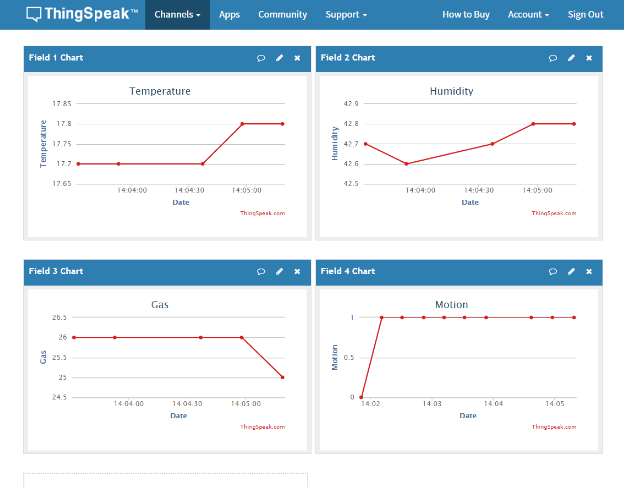 ThingSpeak™ Channels Apps Community Support How to Buy Account Sign Out
Field 1 Chart
Temperature
17.85
17.8
17.75
17.7
17.65
Temperature
14:04:00 14:04:30 14:05:00
Date
ThingSpeak.com
Field 2 Chart
Humidity
42.9
42.8
42.7
42.6
42.5
Humidity
14:04:00 14:04:30 14:05:00
Date
ThingSpeak.com
Field 3 Chart
Gas
26.5
26
25.5
25
24.5
Gas
14:04:00 14:04:30 14:05:00
Date
ThingSpeak.com
Field 4 Chart
Motion
1
0.5
0
Motion
14:02 14:03 14:04 14:05
Date
ThingSpeak.com